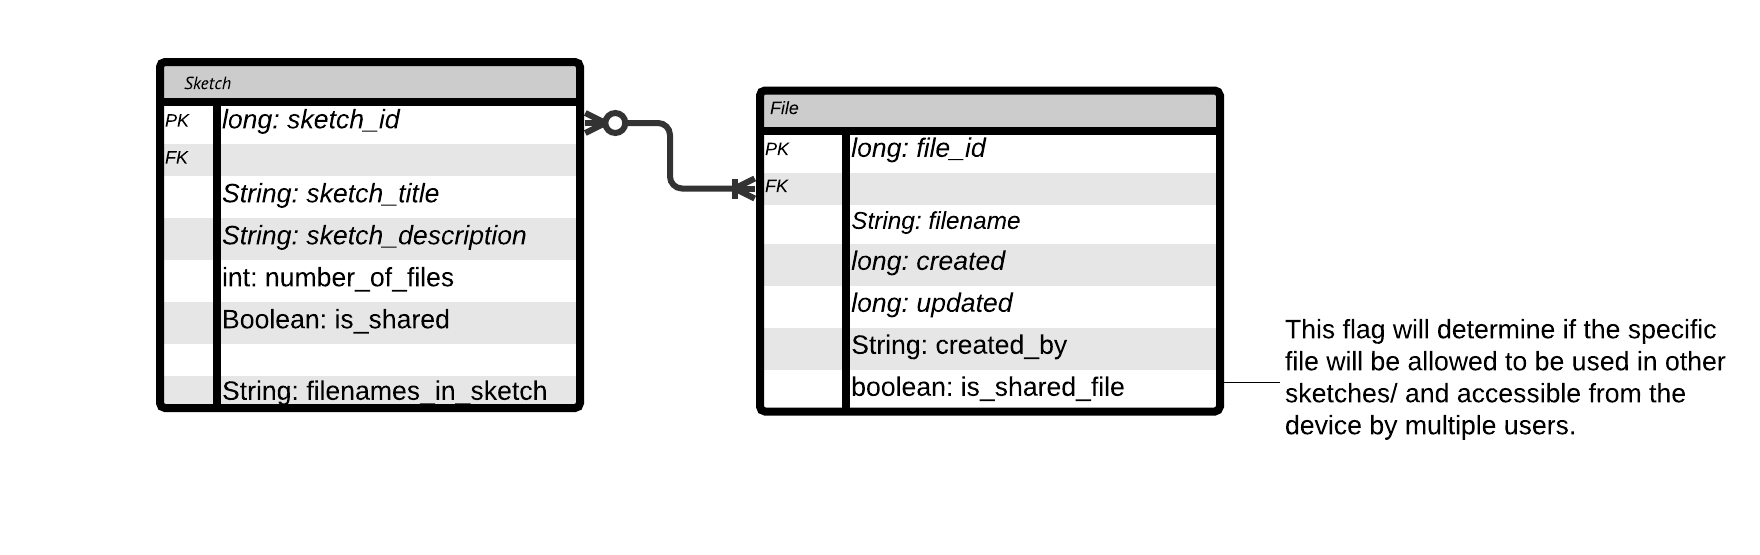 Sketch
PK long: sketch_id
FK
String: sketch_title
String: sketch_description
int: number_of_files
Boolean: is_shared
String: filenames_in_sketch
File
PK long: file_id
FK
String: filename
long: created
long: updated
String: created_by
boolean: is_shared_file
This flag will determine if the specific
file will be allowed to be used in other
sketches/ and accessible from the
device by multiple users.